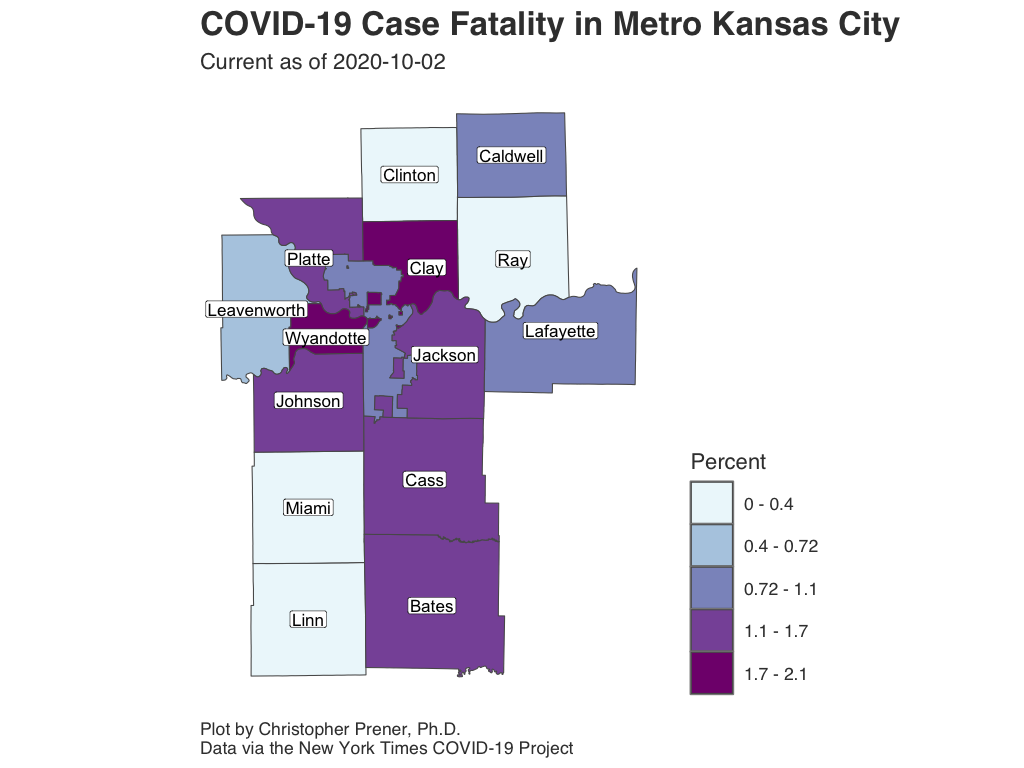 COVID-19 Case Fatality in Metro Kansas City
Current as of 2020-10-02
Caldwell
Clinton
Platte
Clay
Ray
Leavenworth
Wyandotte
Lafayette
Jackson
Johnson
Cass
Miami
Bates
Linn
Percent
0 - 0.4
0.4 - 0.72
0.72 - 1.1
1.1 - 1.7
1.7 - 2.1
Plot by Christopher Prener, Ph.D.
Data via the New York Times COVID-19 Project